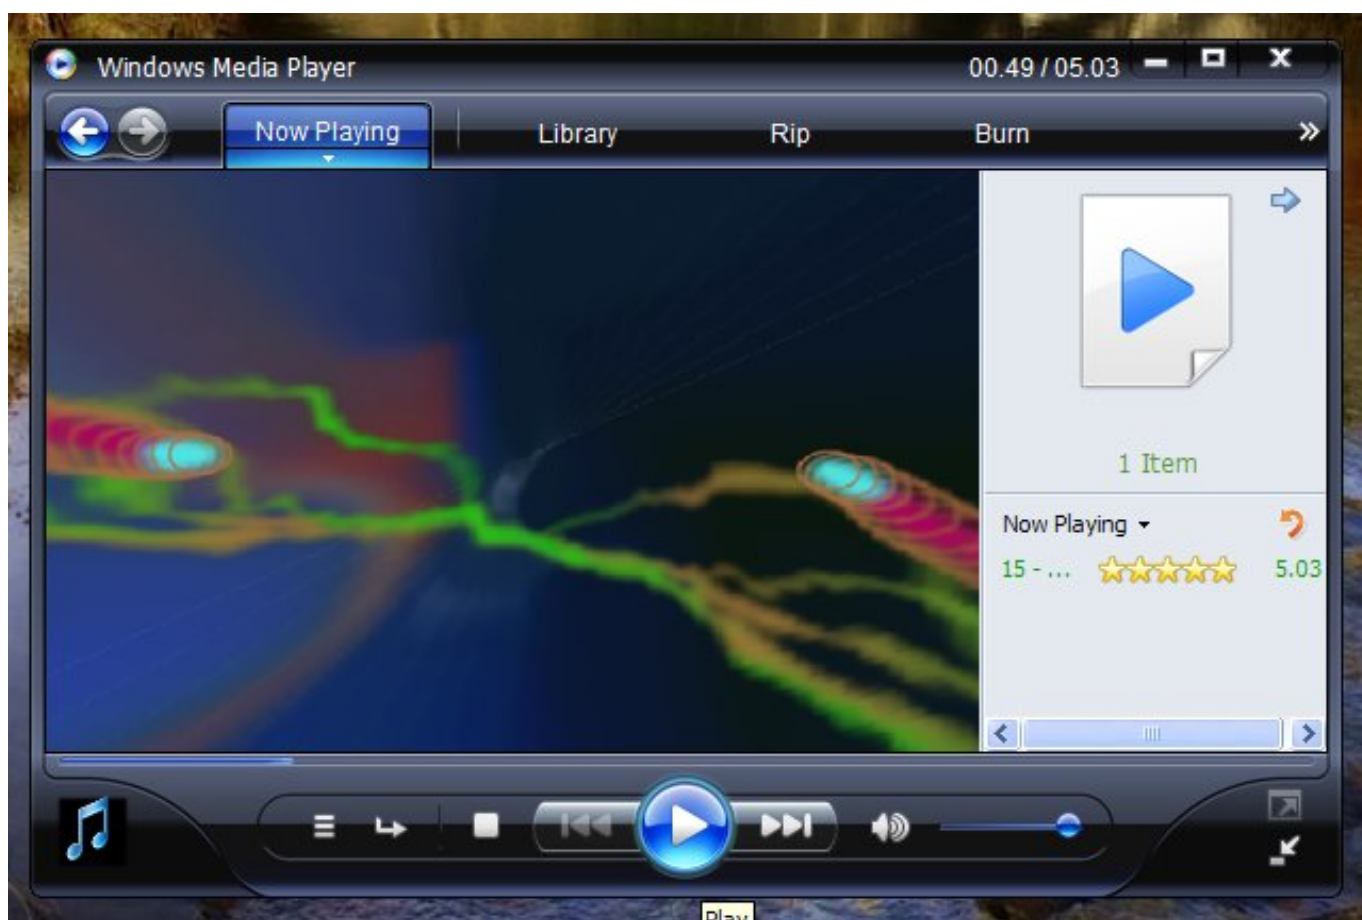 Windows Media Player 00.49 / 05.03
Now Playing Library Rip Burn »
1 Item
Now Playing
15 - ... 5.03
Play